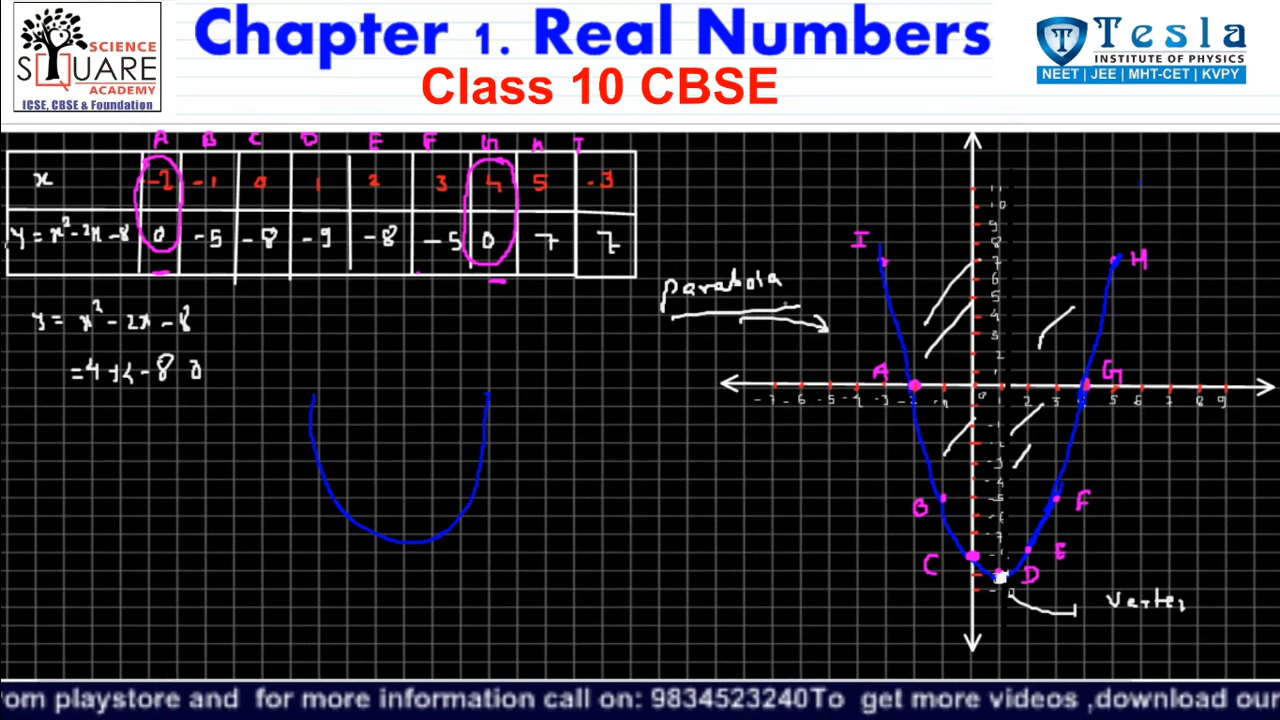 Chapter 1. Real Numbers
Class 10 CBSE
SCIENCE
SQUARE
ACADEMY
ICSE, CBSE & Foundation
Tesla
INSTITUTE OF PHYSICS
NEET | JEE | MHT-CET | KVPY
A B C D E F G H I
x -2 -1 0 1 2 3 4 5 -3
y = x² - 2x - 8 0 -5 -8 -9 -8 -5 0 7 7
y = x² - 2x - 8
= 4 + 4 - 8 0
parabola
I H
A G
B F
C D E
vertex
om playstore and for more information call on: 9834523240To get more videos ,download our